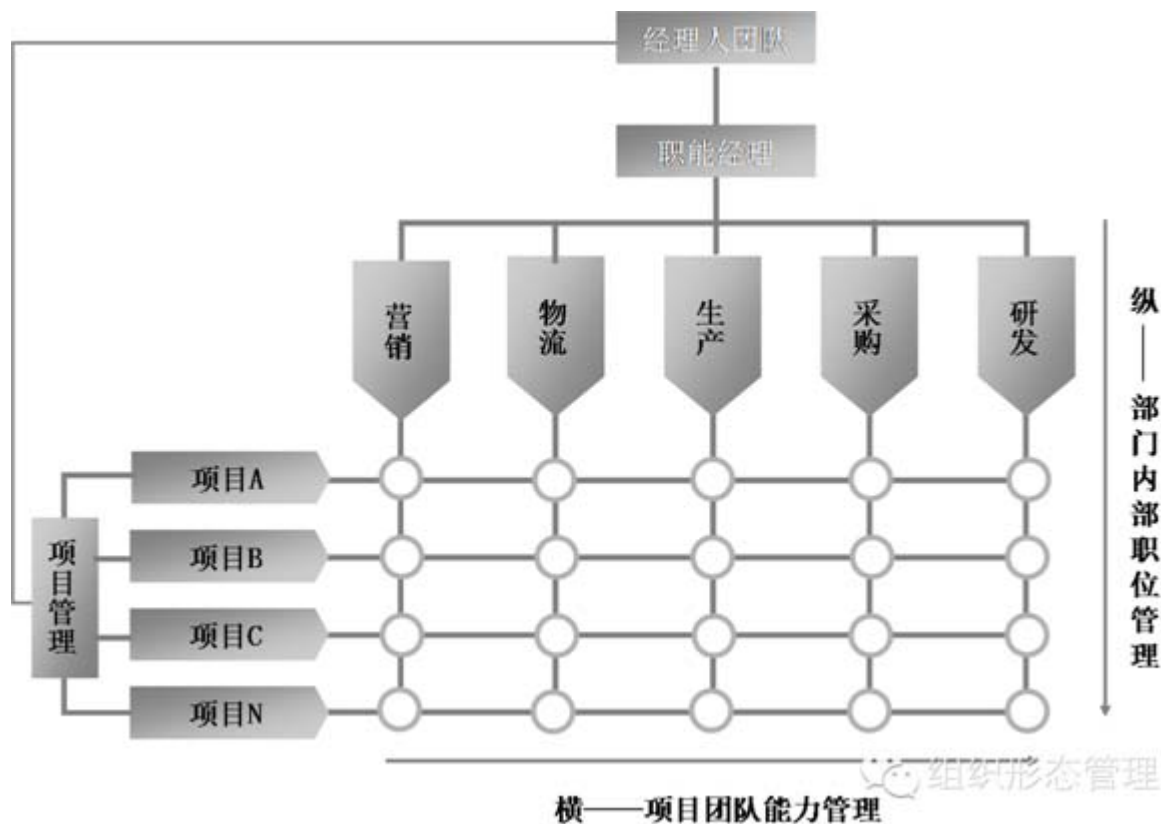 经理人团队
职能经理
营销
物流
生产
采购
研发
纵——部门内部职位管理
项目管理
项目A
项目B
项目C
项目N
组织形态管理
横——项目团队能力管理